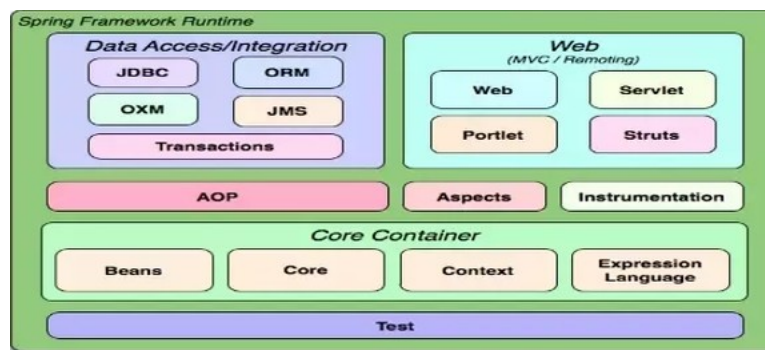 Spring Framework Runtime
Data Access/Integration
JDBC
ORM
OXM
JMS
Transactions
Web
(MVC / Remoting)
Web
Servlet
Portlet
Struts
AOP
Aspects
Instrumentation
Core Container
Beans
Core
Context
Expression
Language
Test